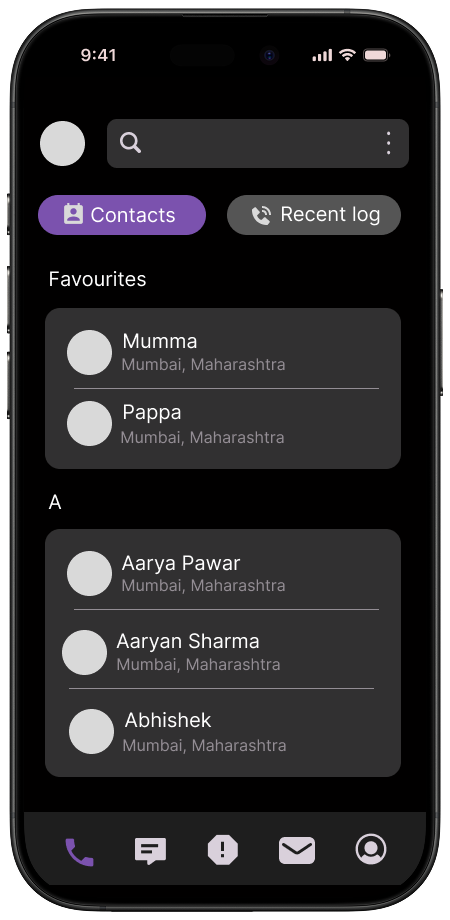 9:41
Contacts
Recent log
Favourites
Mumma
Mumbai, Maharashtra
Pappa
Mumbai, Maharashtra
A
Aarya Pawar
Mumbai, Maharashtra
Aaryan Sharma
Mumbai, Maharashtra
Abhishek
Mumbai, Maharashtra